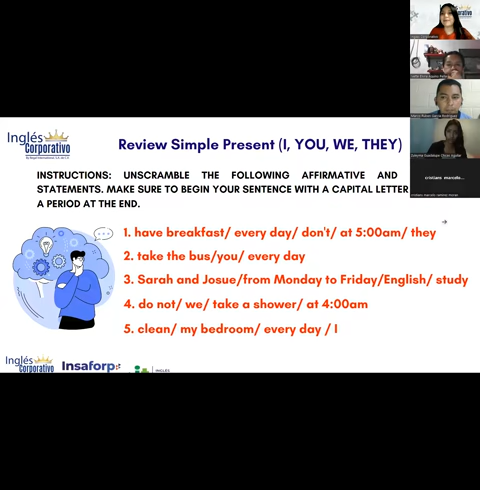 Inglés
Corporativo
Review Simple Present (I, YOU, WE, THEY)
INSTRUCTIONS: UNSCRAMBLE THE FOLLOWING AFFIRMATIVE AND
STATEMENTS. MAKE SURE TO BEGIN YOUR SENTENCE WITH A CAPITAL LETTER
A PERIOD AT THE END.
1. have breakfast/ every day/ don't/ at 5:00am/ they
2. take the bus/you/ every day
3. Sarah and Josue/from Monday to Friday/English/ study
4. do not/ we/ take a shower/ at 4:00am
5. clean/ my bedroom/ every day / I
Inglés
Corporativo
Insaforp
cristians marcelo...